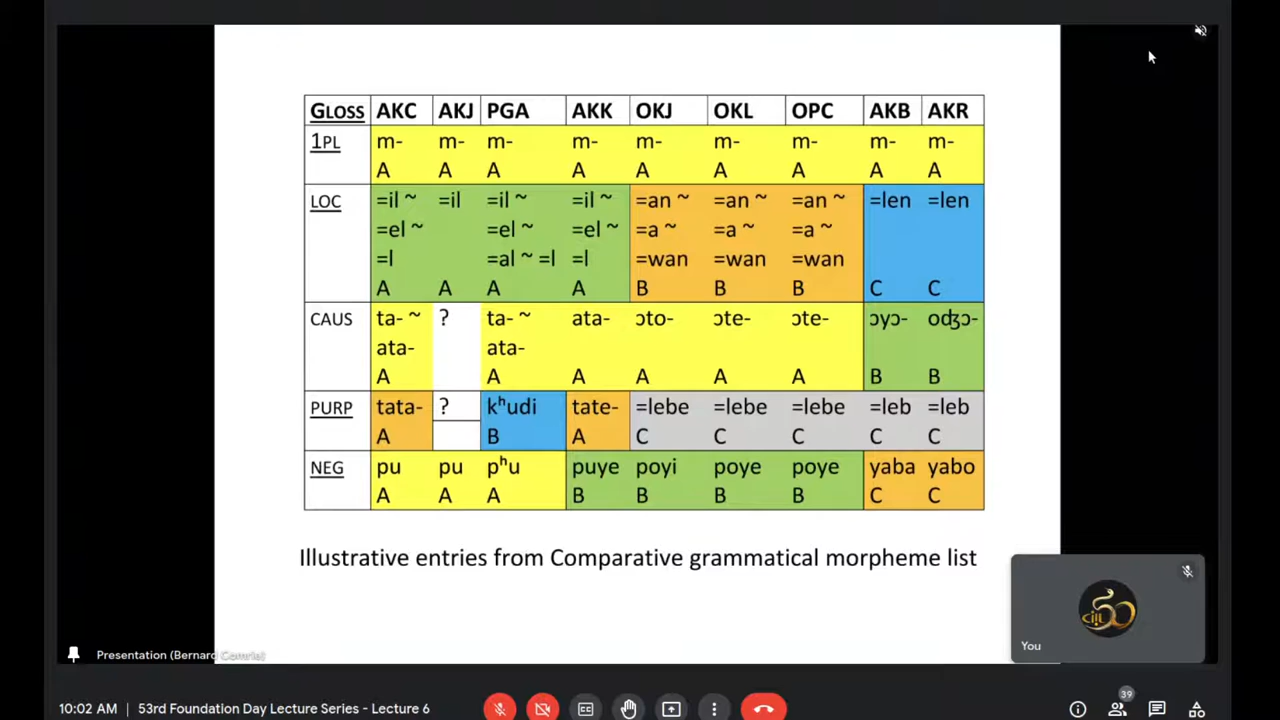 GLOSS AKC AKJ PGA AKK OKJ OKL OPC AKB AKR
1PL m- m- m- m- m- m- m- m- m-
A A A A A A A A A
LOC =il ~ =il =il ~ =il ~ =an ~ =an ~ =an ~ =len =len
=el ~ =el ~ =el ~ =a ~ =a ~ =a ~
=l =al ~ =l =l =wan =wan =wan
A A A A B B B C C
CAUS ta- ~ ? ta- ~ ata- ɔto- ɔte- ɔte- ɔyɔ- oʤɔ-
ata- ata-
A A A A A A B B
PURP tata- ? kʰudi tate- =lebe =lebe =lebe =leb =leb
A B A C C C C C
NEG pu pu pʰu puye poyi poye poye yaba yabo
A A A B B B B C C
Illustrative entries from Comparative grammatical morpheme list
You
Presentation (Bernard Comrie)
10:02 AM | 53rd Foundation Day Lecture Series - Lecture 6
39